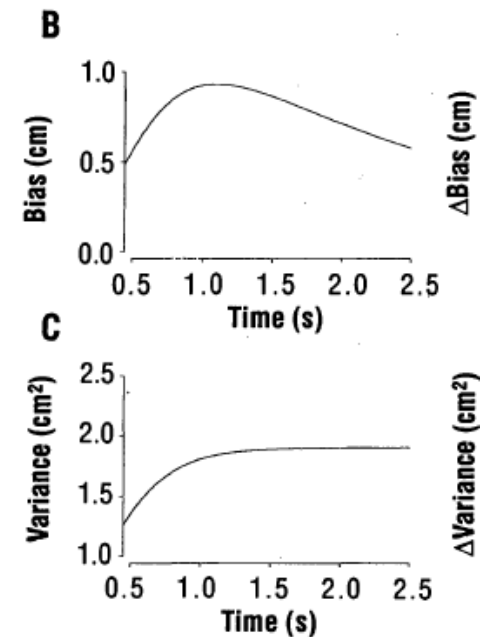 B
1.0
0.5
0.0
Bias (cm)
ΔBias (cm)
0.5 1.0 1.5 2.0 2.5
Time (s)
C
2.5
2.0
1.5
1.0
Variance (cm²)
ΔVariance (cm²)
0.5 1.0 1.5 2.0 2.5
Time (s)